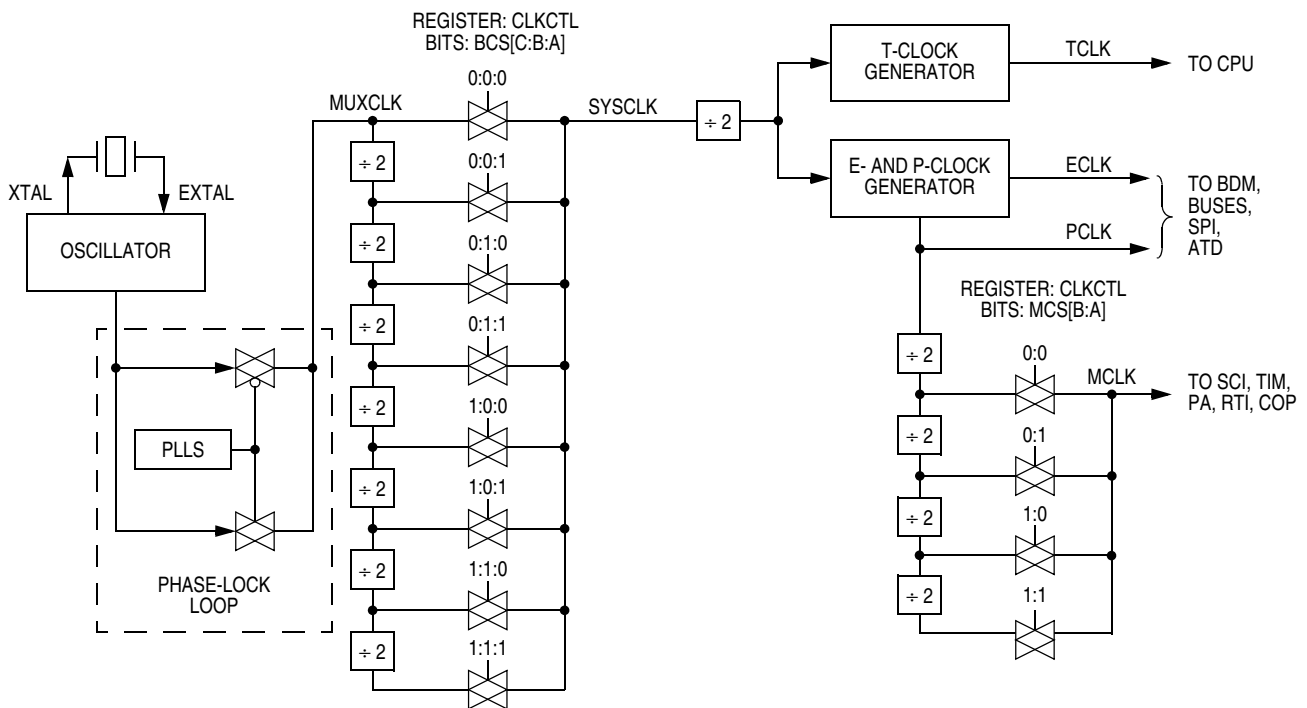 REGISTER: CLKCTL
BITS: BCS[C:B:A]
0:0:0
MUXCLK
SYSCLK
÷ 2
T-CLOCK
GENERATOR
TCLK
TO CPU
XTAL
EXTAL
OSCILLATOR
÷ 2
0:0:1
÷ 2
0:1:0
÷ 2
0:1:1
÷ 2
1:0:0
÷ 2
1:0:1
÷ 2
1:1:0
÷ 2
1:1:1
E- AND P-CLOCK
GENERATOR
ECLK
PCLK
TO BDM,
BUSES,
SPI,
ATD
PLLS
PHASE-LOCK
LOOP
REGISTER: CLKCTL
BITS: MCS[B:A]
÷ 2
0:0
MCLK
TO SCI, TIM,
PA, RTI, COP
÷ 2
0:1
÷ 2
1:0
÷ 2
1:1